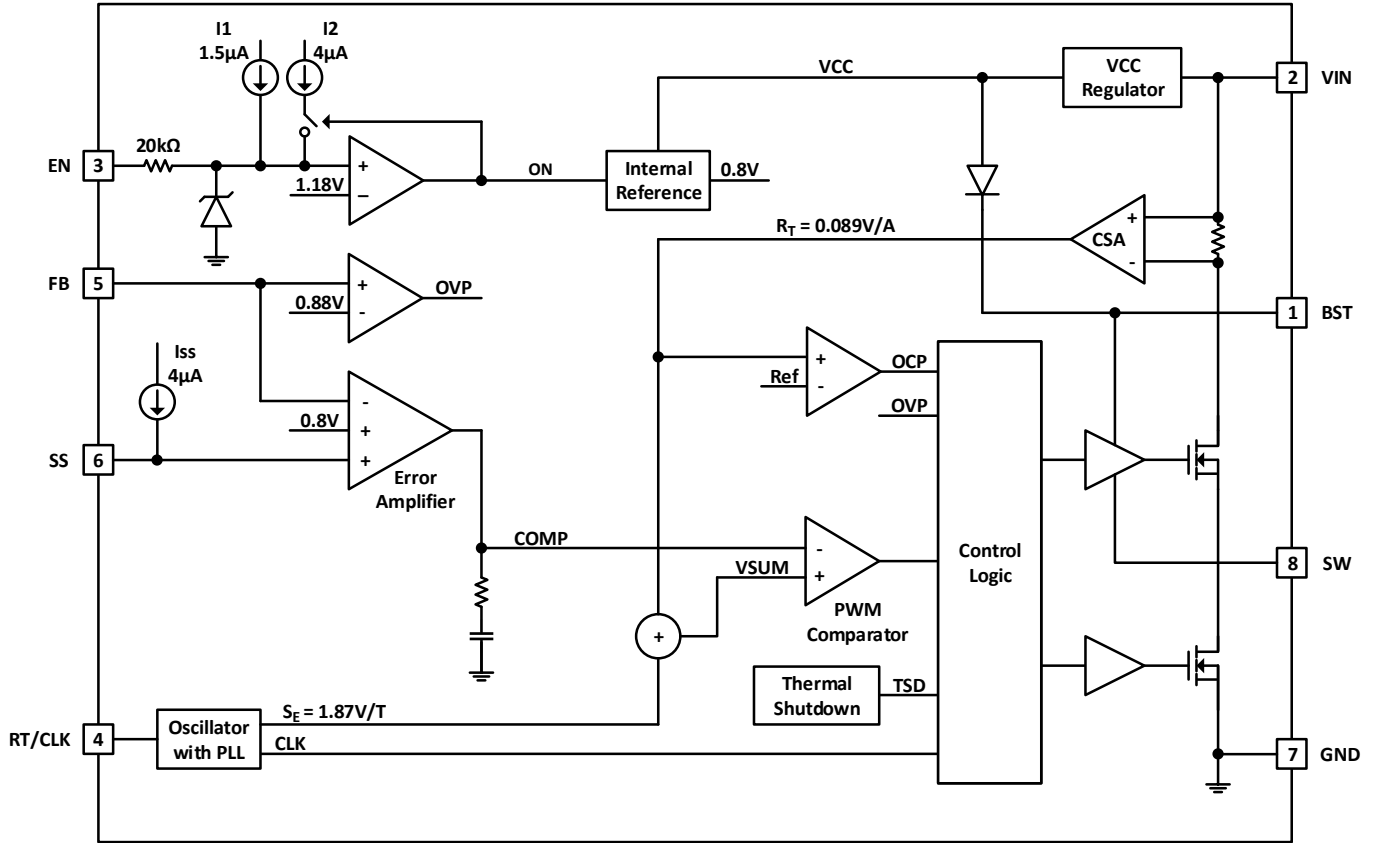 I1
1.5µA
I2
4µA
VCC
VCC
Regulator
2
VIN
EN
3
20kΩ
+
1.18V
–
ON
Internal
Reference
0.8V
R_T = 0.089V/A
+
CSA
-
FB
5
+
0.88V
-
OVP
1
BST
Iss
4µA
+
OCP
Ref
-
OVP
-
0.8V
+
SS
6
+
Error
Amplifier
COMP
-
VSUM
+
PWM
Comparator
Control
Logic
8
SW
+
Thermal
Shutdown
TSD
S_E = 1.87V/T
RT/CLK
4
Oscillator
with PLL
CLK
7
GND